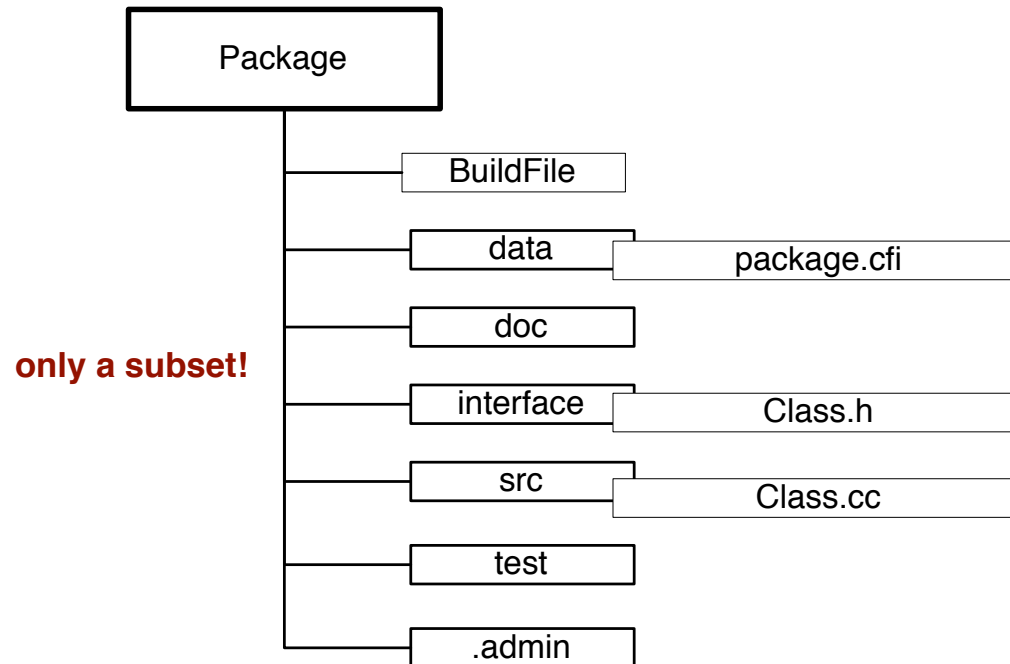 Package
BuildFile
data
package.cfi
doc
only a subset!
interface
Class.h
src
Class.cc
test
.admin